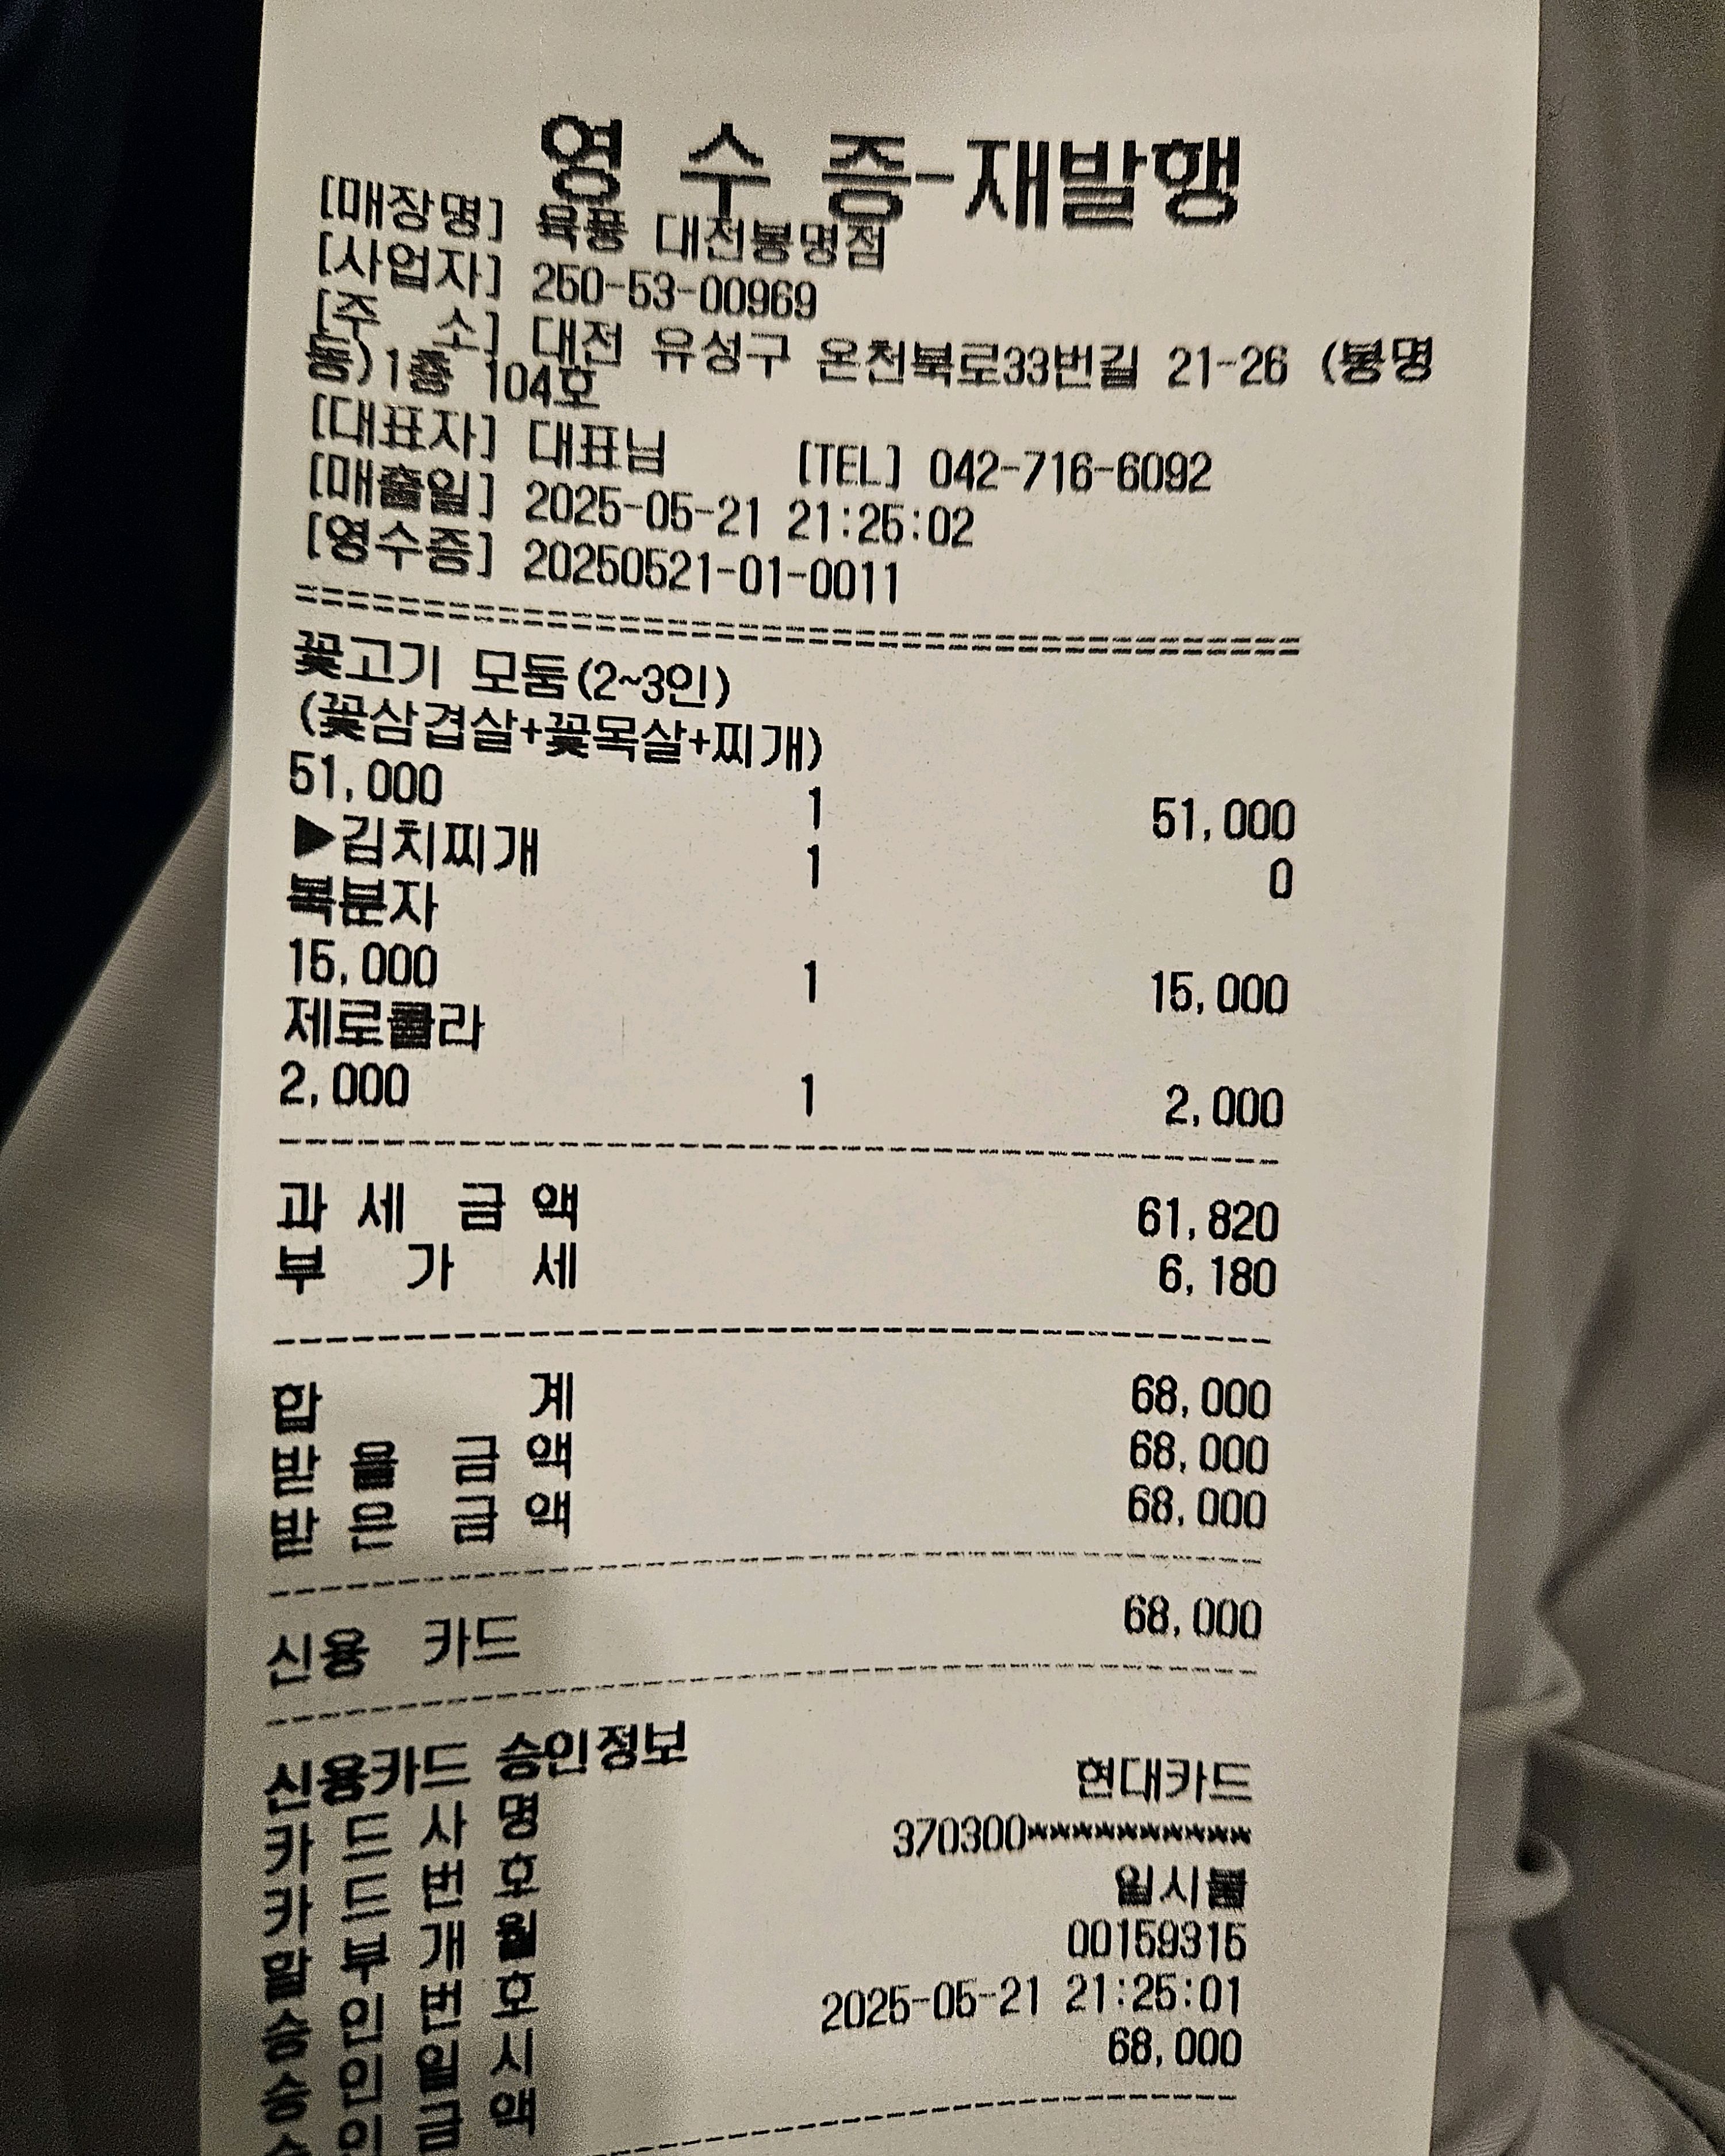 영 수 증-재발행
[매장명] 육풍 대전봉명점
[사업자] 250-53-00969
[주 소] 대전 유성구 온천북로33번길 21-26 (봉명
동)1층 104호
[대표자] 대표님 [TEL] 042-716-6092
[매출일] 2025-05-21 21:25:02
[영수증] 20250521-01-0011
꽃고기 모둠(2~3인)
(꽃삼겹살+꽃목살+찌개)
51,000 1 51,000
▶김치찌개 1 0
복분자
15,000 1 15,000
제로콜라
2,000 1 2,000
과 세 금 액 61,820
부 가 세 6,180
합 계 68,000
받 을 금 액 68,000
받 은 금 액 68,000
신용 카드 68,000
신용카드 승인정보
카 드 사 명 현대카드
카 드 번 호 370300**********
할 부 개 월 일시불
승 인 번 호 00159315
승 인 일 시 2025-05-21 21:25:01
승 인 금 액 68,000